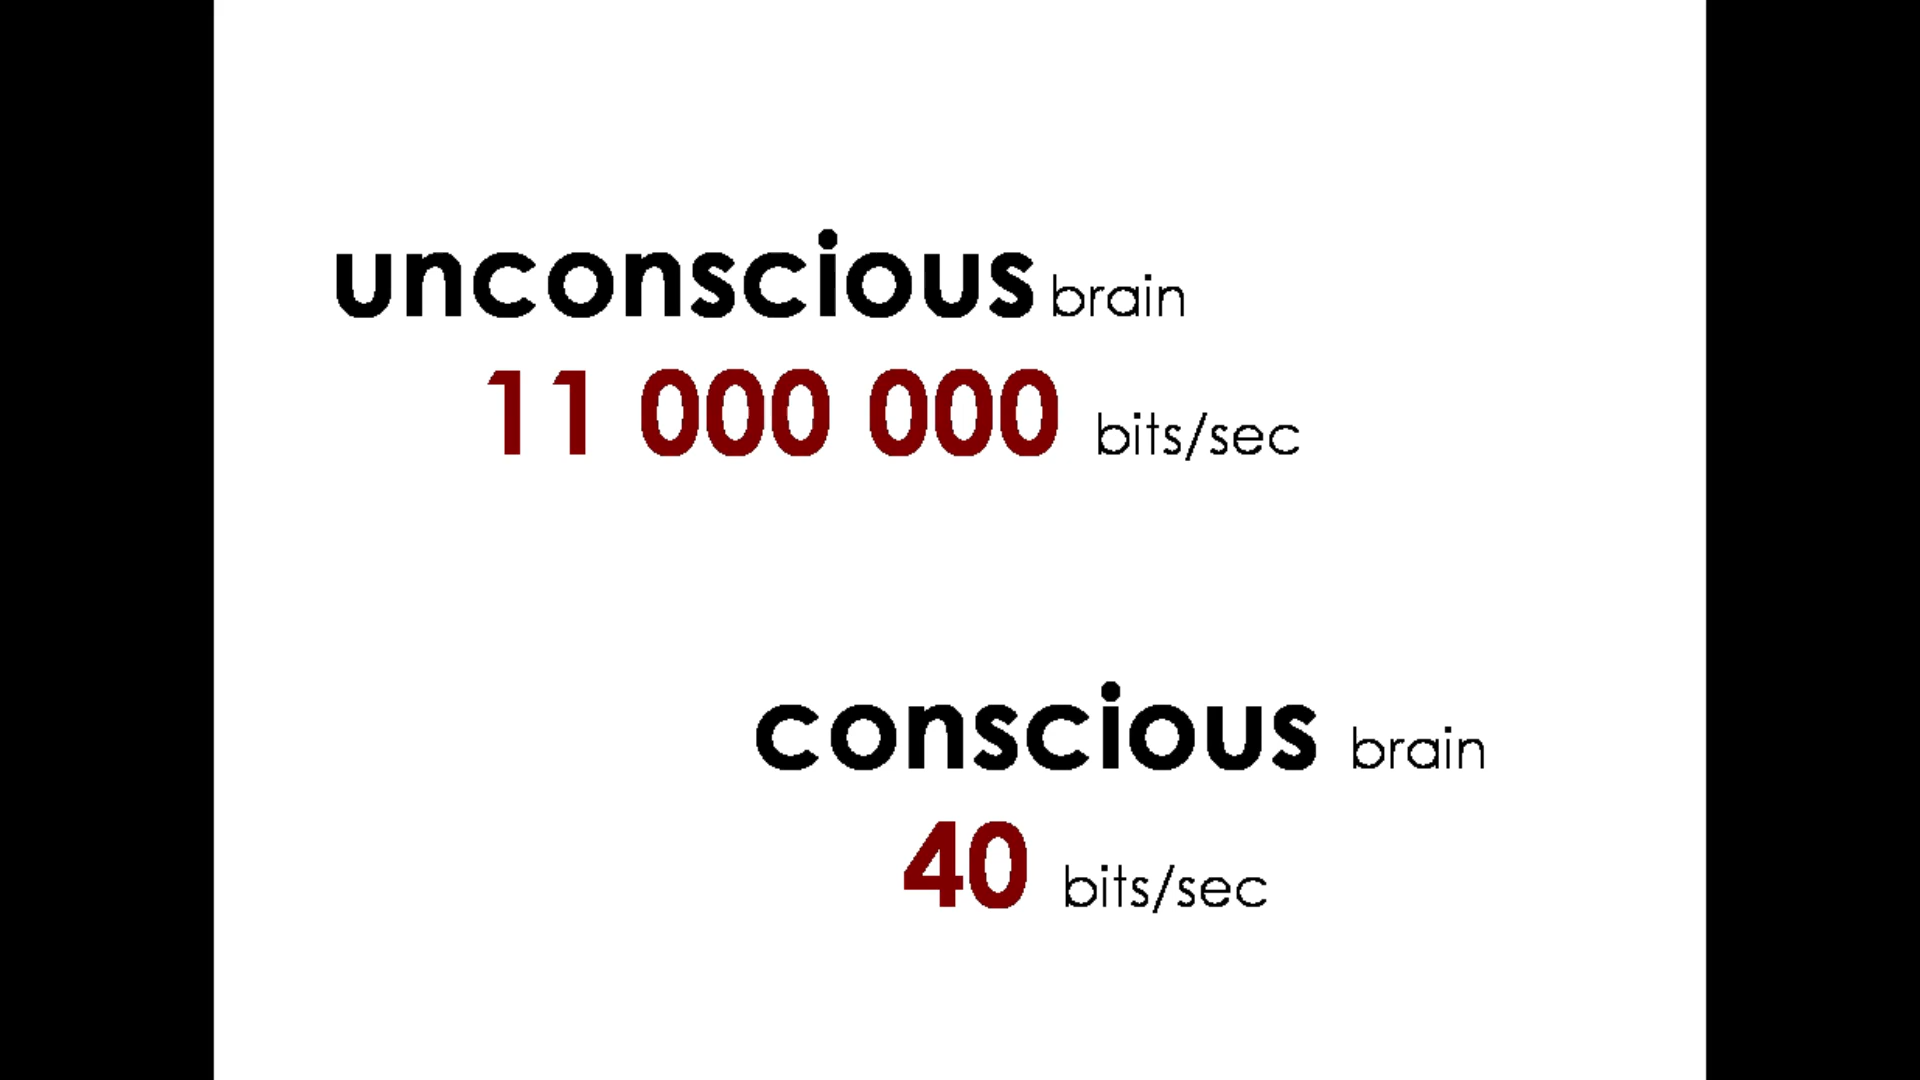 unconscious brain
11 000 000 bits/sec
conscious brain
40 bits/sec